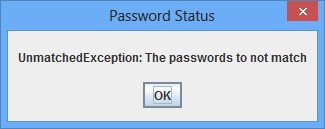 Password Status
UnmatchedException: The passwords to not match
OK